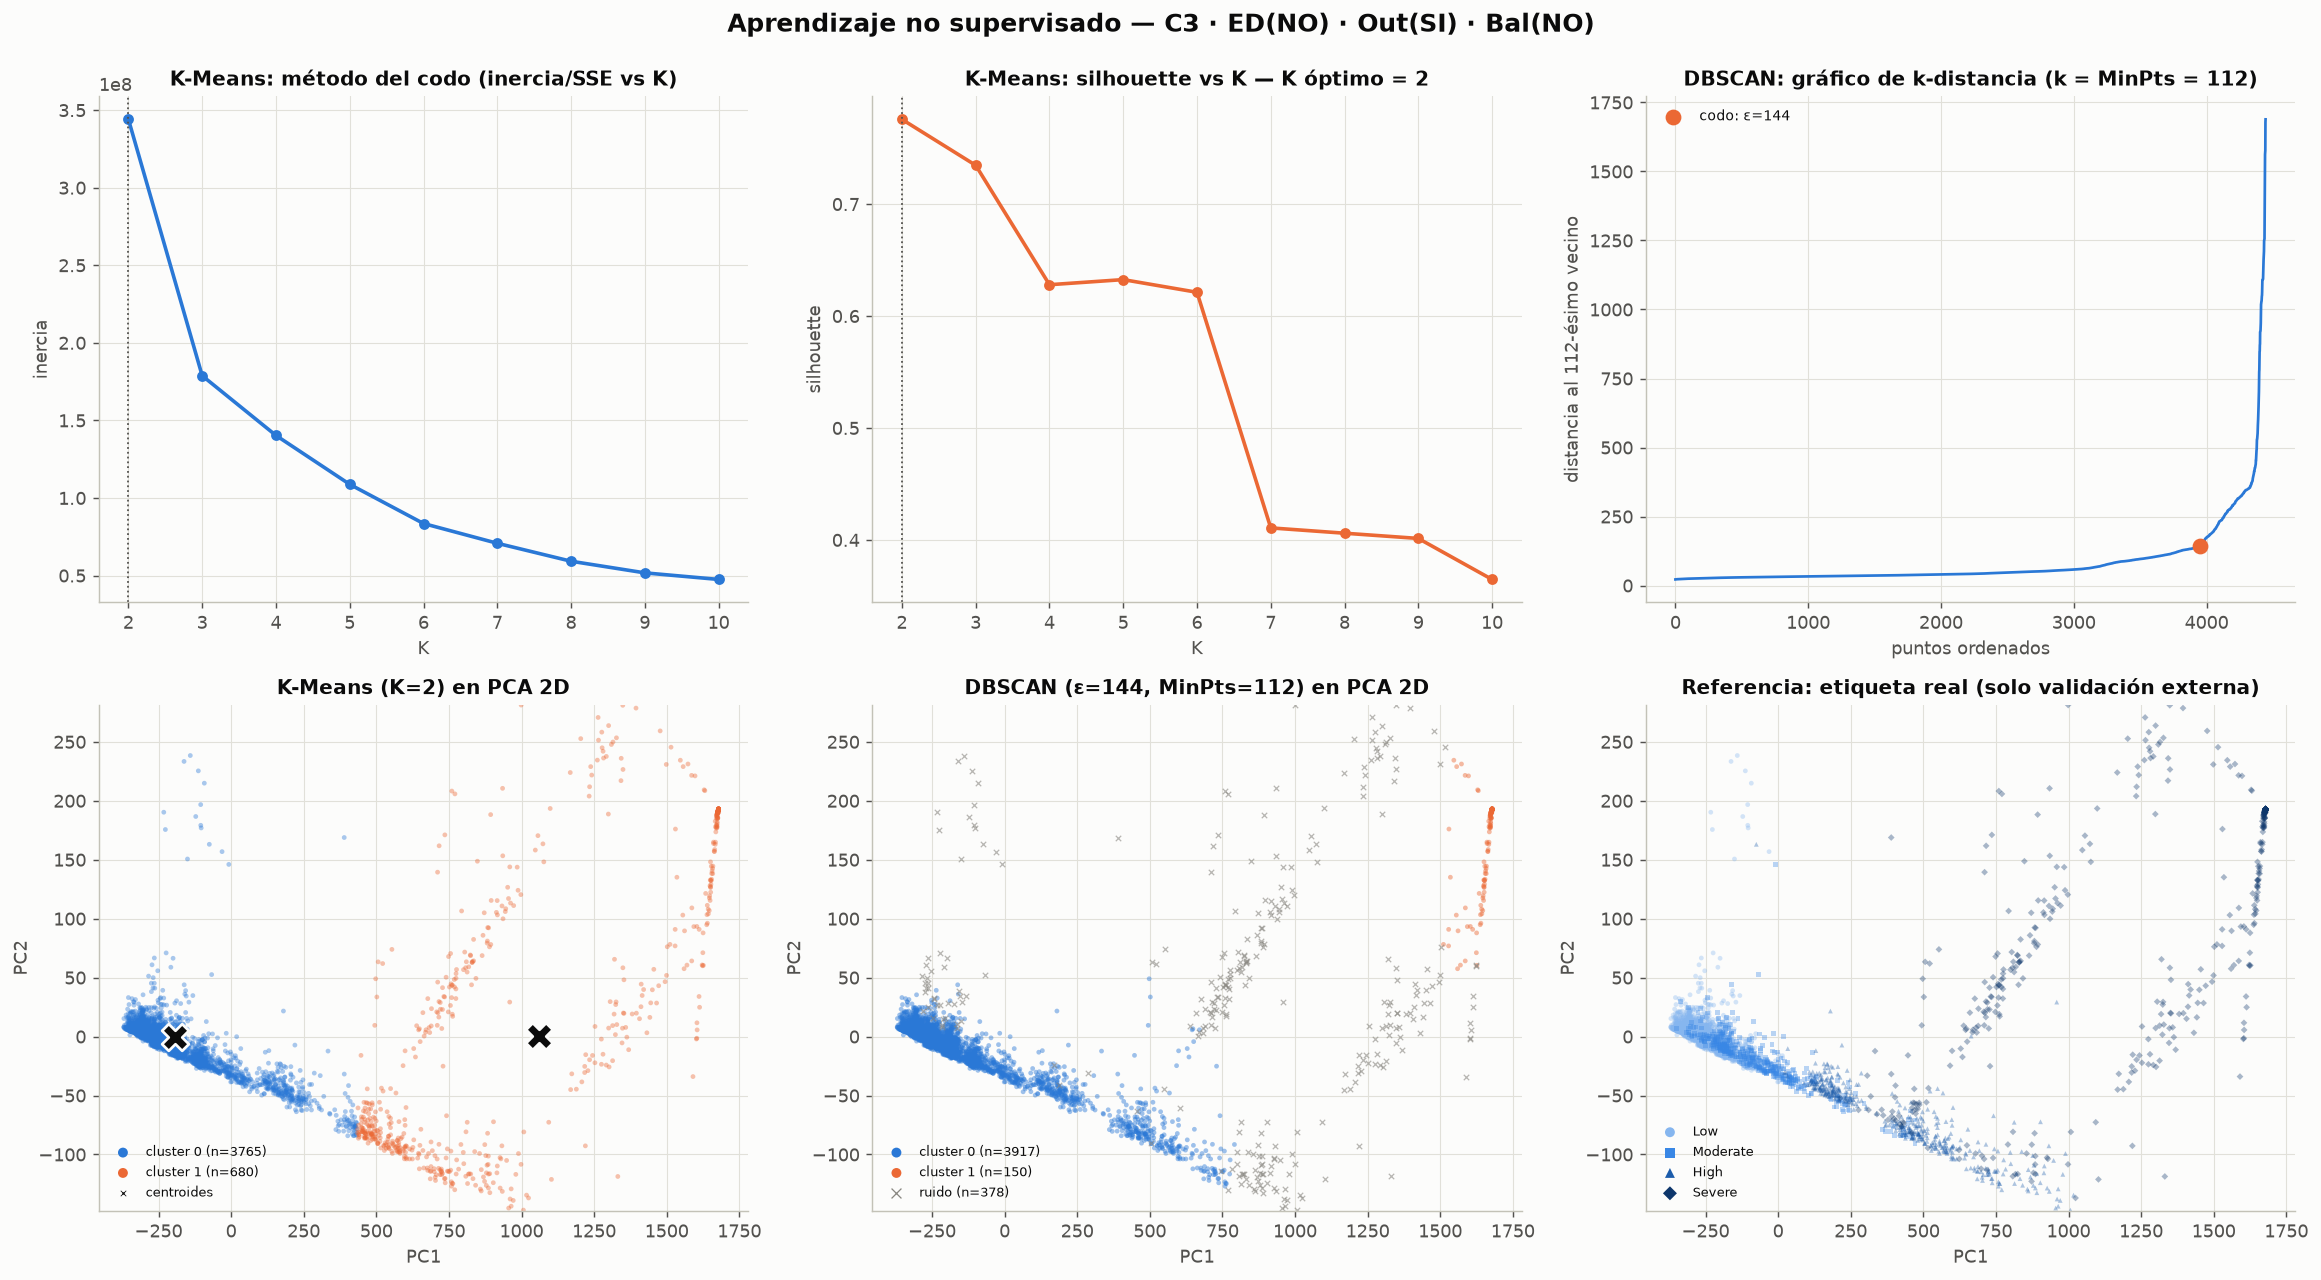 Aprendizaje no supervisado — C3 · ED(NO) · Out(SI) · Bal(NO)
K-Means: método del codo (inercia/SSE vs K)
1e8
3.5
3.0
2.5
2.0
1.5
1.0
0.5
inercia
2 3 4 5 6 7 8 9 10
K
K-Means: silhouette vs K — K óptimo = 2
0.7
0.6
0.5
0.4
silhouette
2 3 4 5 6 7 8 9 10
K
DBSCAN: gráfico de k-distancia (k = MinPts = 112)
codo: ε=144
1750
1500
1250
1000
750
500
250
0
distancia al 112-ésimo vecino
0 1000 2000 3000 4000
puntos ordenados
K-Means (K=2) en PCA 2D
250
200
150
100
50
0
−50
−100
PC2
cluster 0 (n=3765)
cluster 1 (n=680)
centroides
−250 0 250 500 750 1000 1250 1500 1750
PC1
DBSCAN (ε=144, MinPts=112) en PCA 2D
250
200
150
100
50
0
−50
−100
PC2
cluster 0 (n=3917)
cluster 1 (n=150)
ruido (n=378)
−250 0 250 500 750 1000 1250 1500 1750
PC1
Referencia: etiqueta real (solo validación externa)
250
200
150
100
50
0
−50
−100
PC2
Low
Moderate
High
Severe
−250 0 250 500 750 1000 1250 1500 1750
PC1